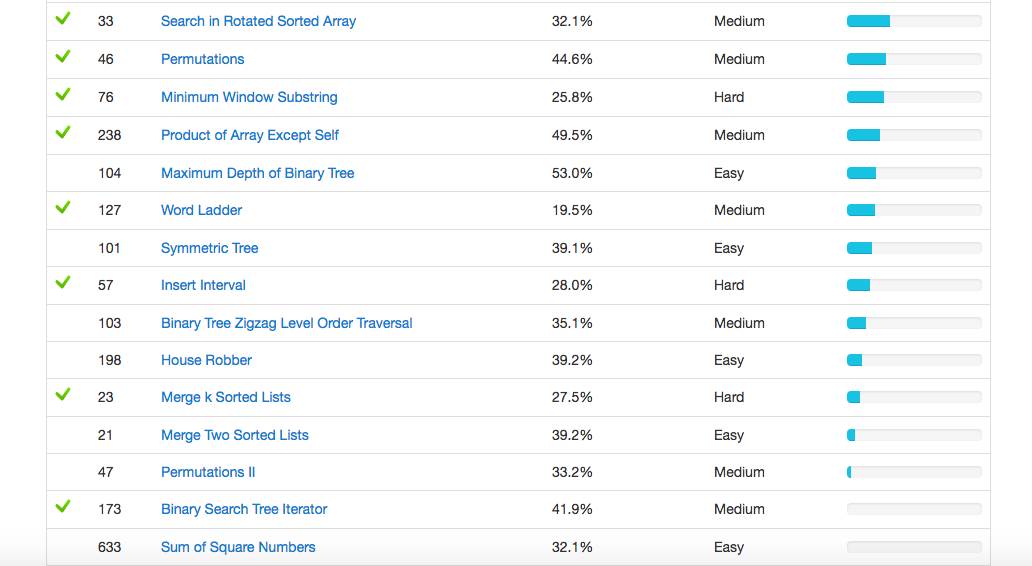 33 Search in Rotated Sorted Array 32.1% Medium
46 Permutations 44.6% Medium
76 Minimum Window Substring 25.8% Hard
238 Product of Array Except Self 49.5% Medium
104 Maximum Depth of Binary Tree 53.0% Easy
127 Word Ladder 19.5% Medium
101 Symmetric Tree 39.1% Easy
57 Insert Interval 28.0% Hard
103 Binary Tree Zigzag Level Order Traversal 35.1% Medium
198 House Robber 39.2% Easy
23 Merge k Sorted Lists 27.5% Hard
21 Merge Two Sorted Lists 39.2% Easy
47 Permutations II 33.2% Medium
173 Binary Search Tree Iterator 41.9% Medium
633 Sum of Square Numbers 32.1% Easy